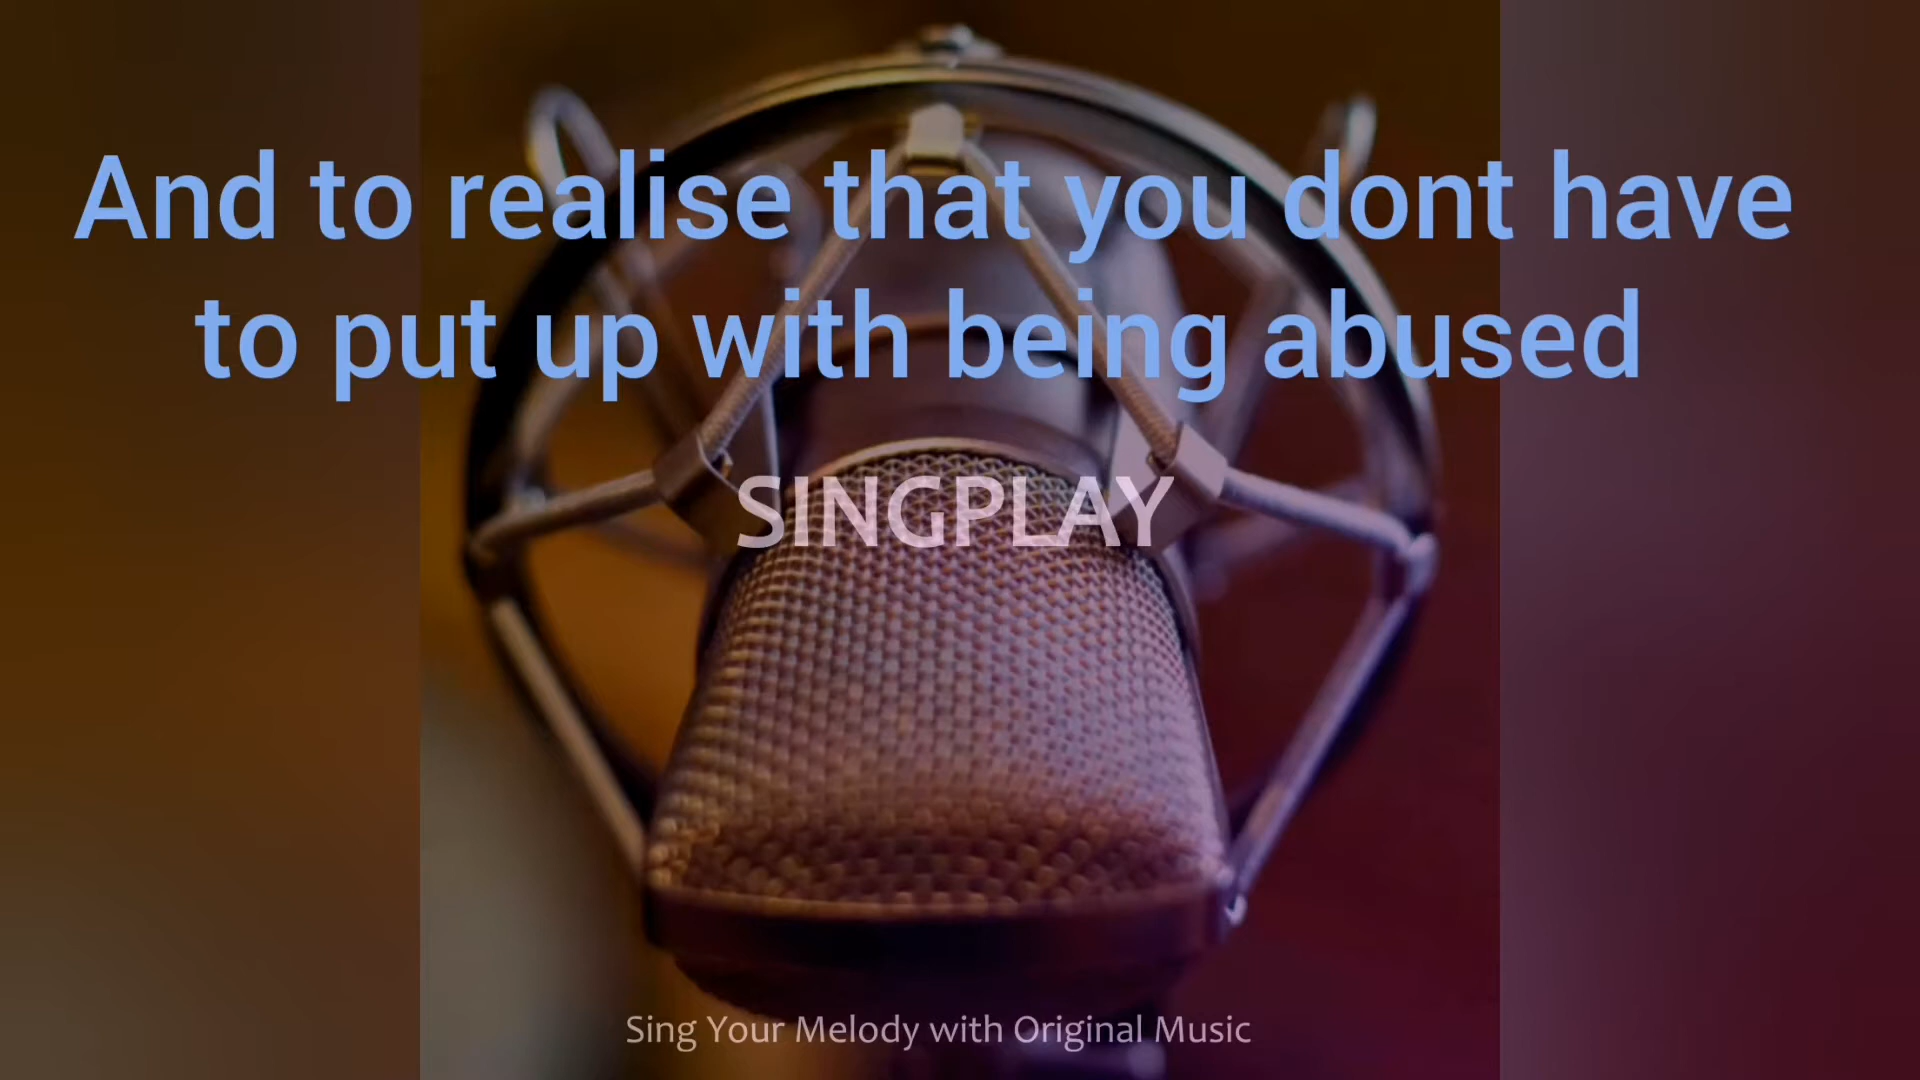 And to realise that you dont have
to put up with being abused
SINGPLAY
Sing Your Melody with Original Music